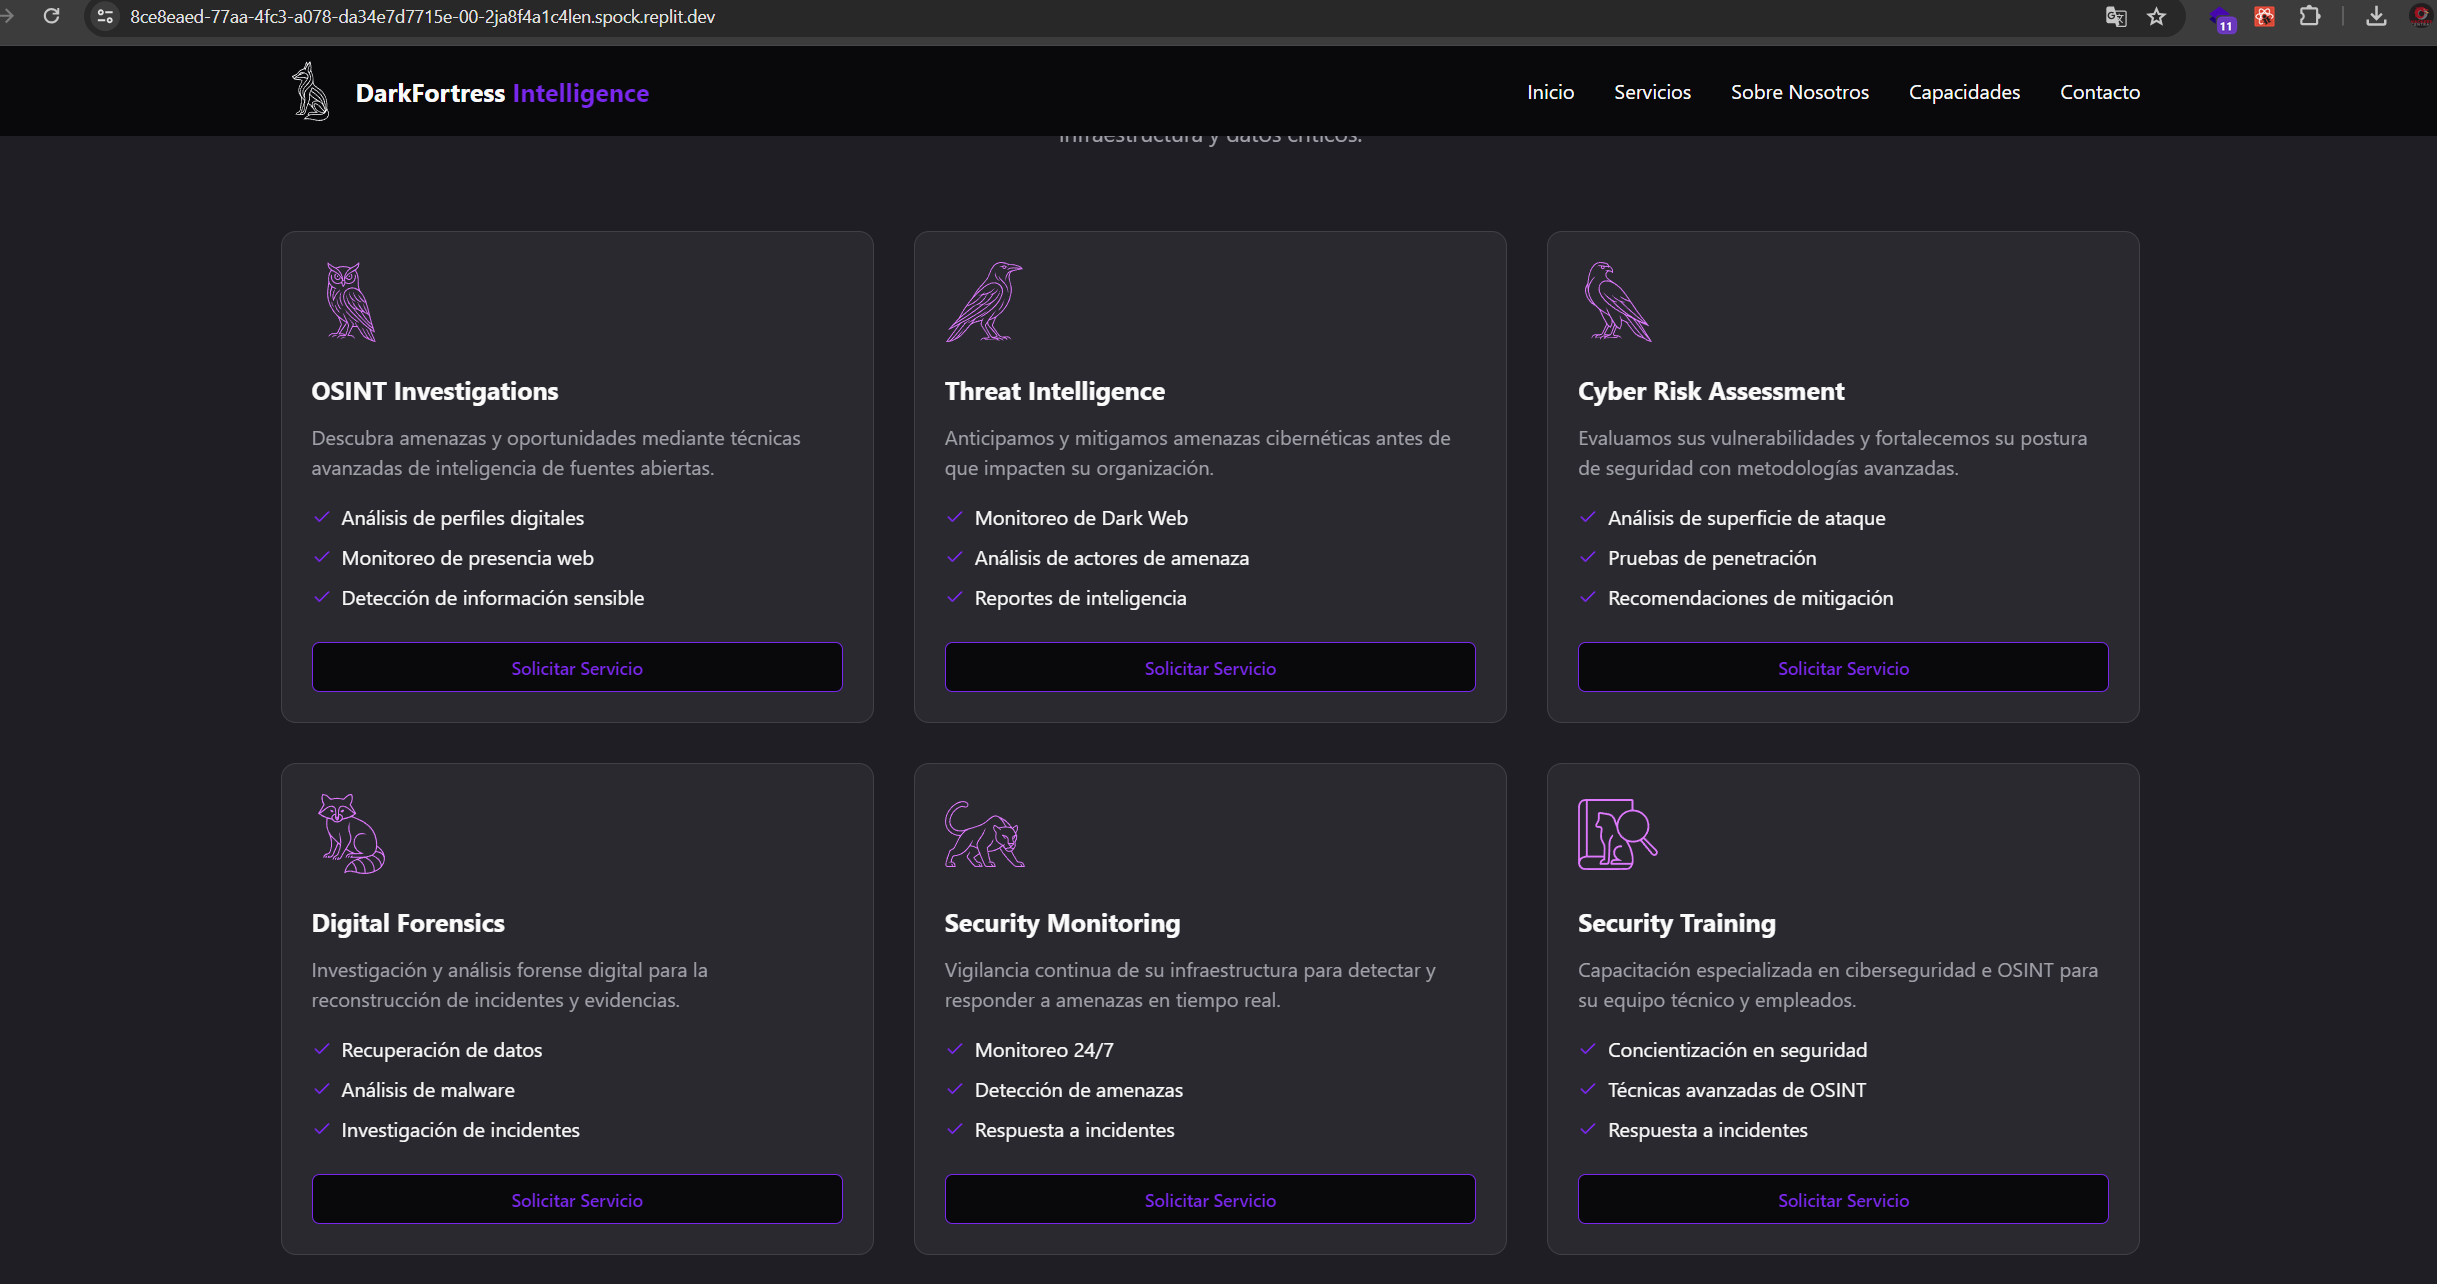 8ce8eaed-77aa-4fc3-a078-da34e7d7715e-00-2ja8f4a1c4len.spock.replit.dev
11
DarkFortress Intelligence
Inicio
Servicios
Sobre Nosotros
Capacidades
Contacto
infraestructura y datos críticos.
OSINT Investigations
Descubra amenazas y oportunidades mediante técnicas
avanzadas de inteligencia de fuentes abiertas.
Análisis de perfiles digitales
Monitoreo de presencia web
Detección de información sensible
Solicitar Servicio
Threat Intelligence
Anticipamos y mitigamos amenazas cibernéticas antes de
que impacten su organización.
Monitoreo de Dark Web
Análisis de actores de amenaza
Reportes de inteligencia
Solicitar Servicio
Cyber Risk Assessment
Evaluamos sus vulnerabilidades y fortalecemos su postura
de seguridad con metodologías avanzadas.
Análisis de superficie de ataque
Pruebas de penetración
Recomendaciones de mitigación
Solicitar Servicio
Digital Forensics
Investigación y análisis forense digital para la
reconstrucción de incidentes y evidencias.
Recuperación de datos
Análisis de malware
Investigación de incidentes
Solicitar Servicio
Security Monitoring
Vigilancia continua de su infraestructura para detectar y
responder a amenazas en tiempo real.
Monitoreo 24/7
Detección de amenazas
Respuesta a incidentes
Solicitar Servicio
Security Training
Capacitación especializada en ciberseguridad e OSINT para
su equipo técnico y empleados.
Concientización en seguridad
Técnicas avanzadas de OSINT
Respuesta a incidentes
Solicitar Servicio